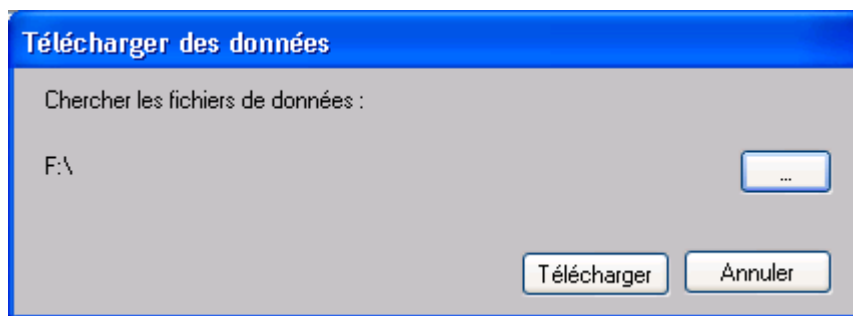 Télécharger des données
Chercher les fichiers de données :
F:\
...
Télécharger
Annuler